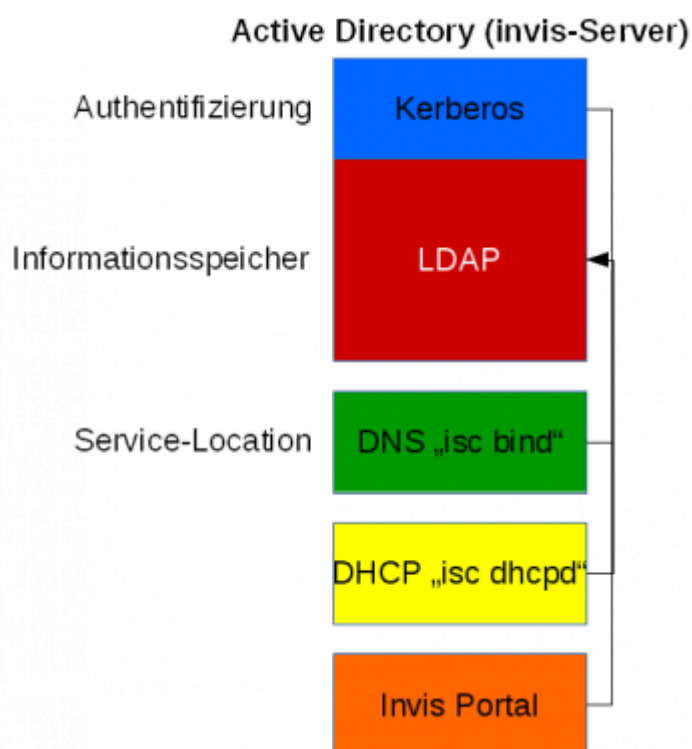 Active Directory (invis-Server)
Authentifizierung
Kerberos
Informationsspeicher
LDAP
Service-Location
DNS „isc bind“
DHCP „isc dhcpd“
Invis Portal